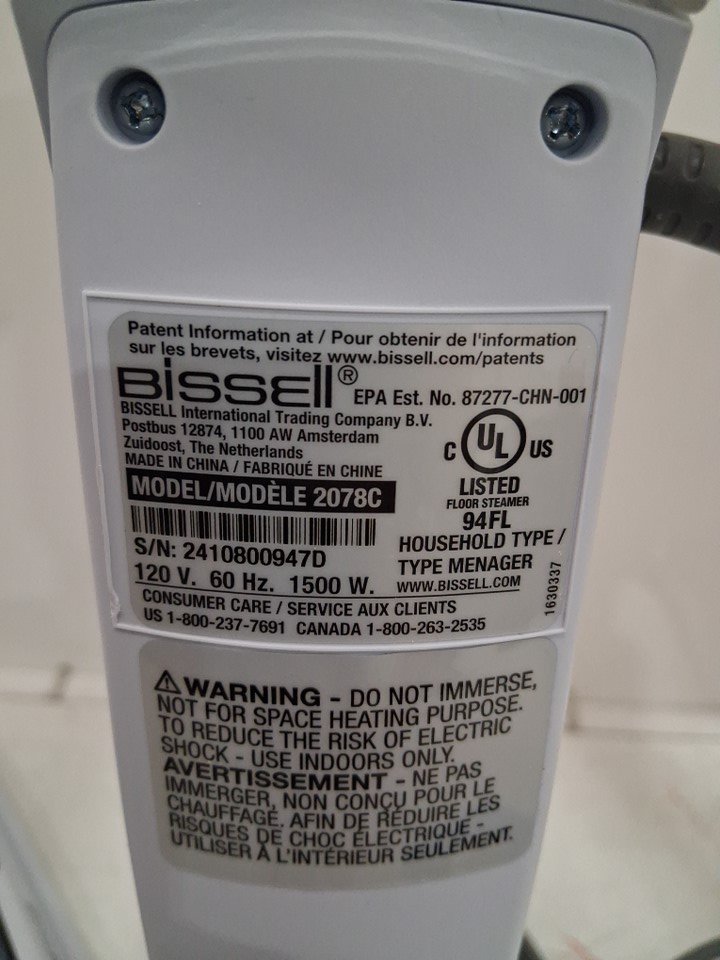 Patent Information at / Pour obtenir de l'information
sur les brevets, visitez www.bissell.com/patents
BISSELL®
EPA Est. No. 87277-CHN-001
BISSELL International Trading Company B.V.
Postbus 12874, 1100 AW Amsterdam
Zuidoost, The Netherlands
MADE IN CHINA / FABRIQUÉ EN CHINE
MODEL/MODÈLE 2078C
S/N: 2410800947D
120 V. 60 Hz. 1500 W.
C UL US
LISTED
FLOOR STEAMER
94FL
HOUSEHOLD TYPE /
TYPE MENAGER
WWW.BISSELL.COM
1630337
CONSUMER CARE / SERVICE AUX CLIENTS
US 1-800-237-7691 CANADA 1-800-263-2535
⚠WARNING - DO NOT IMMERSE,
NOT FOR SPACE HEATING PURPOSE.
TO REDUCE THE RISK OF ELECTRIC
SHOCK - USE INDOORS ONLY.
AVERTISSEMENT - NE PAS
IMMERGER, NON CONÇU POUR LE
CHAUFFAGE. AFIN DE RÉDUIRE LES
RISQUES DE CHOC ÉLECTRIQUE -
UTILISER À L'INTÉRIEUR SEULEMENT.